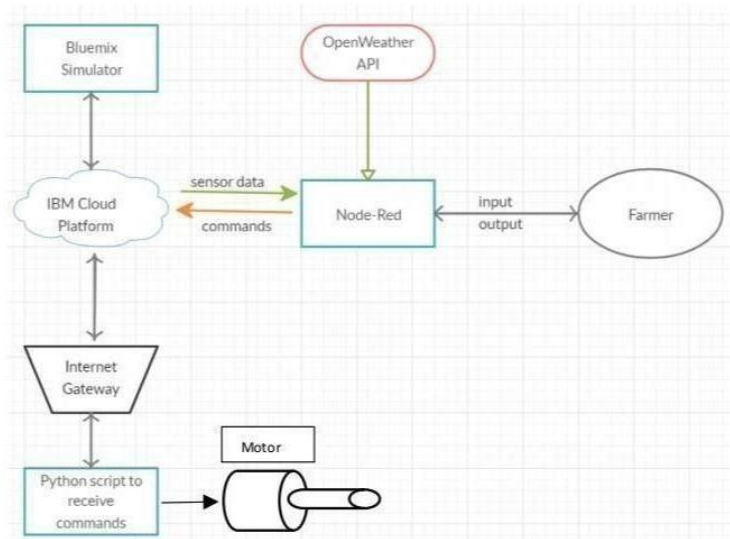 Bluemix
Simulator
OpenWeather
API
IBM Cloud
Platform
sensor data
commands
Node-Red
input
output
Farmer
Internet
Gateway
Motor
Python script to
receive
commands